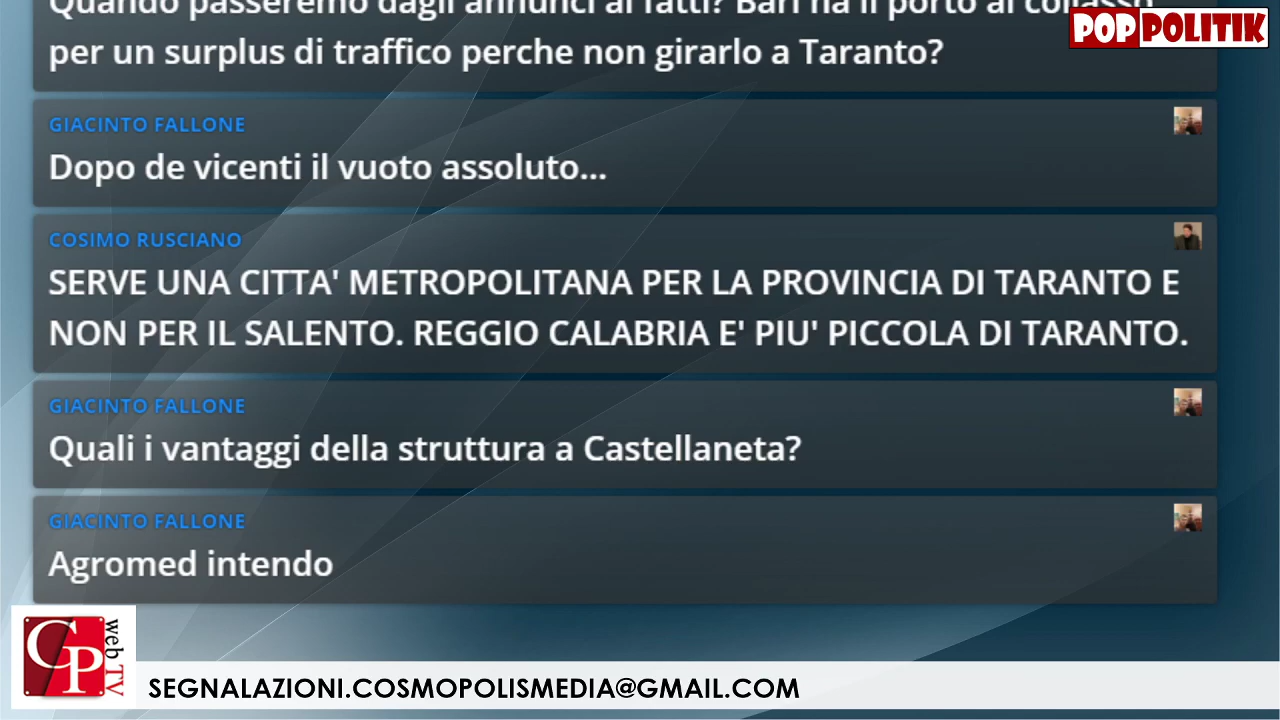 Quando passeremo dagli annunci ai fatti? Bari ha il porto al collasso
per un surplus di traffico perche non girarlo a Taranto?
POPPOLITIK
GIACINTO FALLONE
Dopo de vicenti il vuoto assoluto...
COSIMO RUSCIANO
SERVE UNA CITTA' METROPOLITANA PER LA PROVINCIA DI TARANTO E
NON PER IL SALENTO. REGGIO CALABRIA E' PIU' PICCOLA DI TARANTO.
GIACINTO FALLONE
Quali i vantaggi della struttura a Castellaneta?
GIACINTO FALLONE
Agromed intendo
CP
web TV
SEGNALAZIONI.COSMOPOLISMEDIA@GMAIL.COM